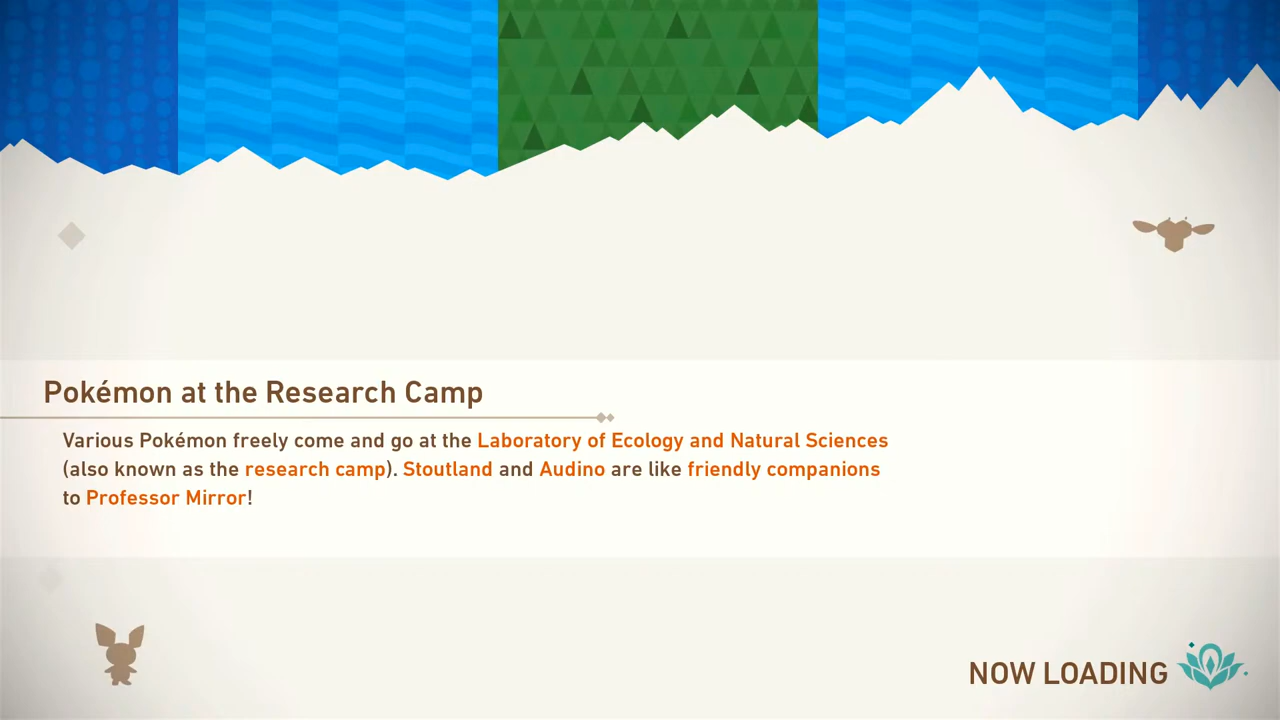 Pokémon at the Research Camp
Various Pokémon freely come and go at the Laboratory of Ecology and Natural Sciences
(also known as the research camp). Stoutland and Audino are like friendly companions
to Professor Mirror!
NOW LOADING